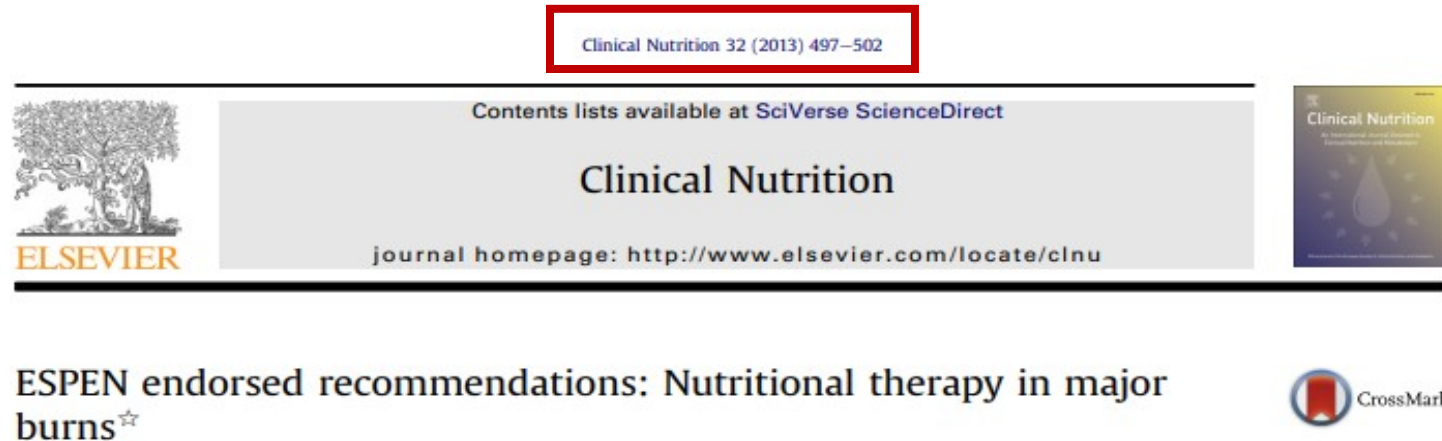 Clinical Nutrition 32 (2013) 497–502
Contents lists available at SciVerse ScienceDirect
Clinical Nutrition
journal homepage: http://www.elsevier.com/locate/clnu
ELSEVIER
Clinical Nutrition
ESPEN endorsed recommendations: Nutritional therapy in major
burns☆
CrossMark